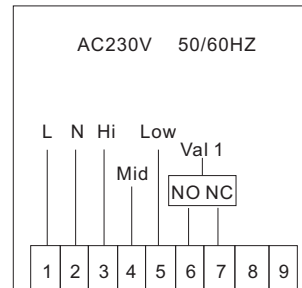 AC230V 50/60HZ
L N Hi Low
Val 1
Mid
NO NC
1 2 3 4 5 6 7 8 9